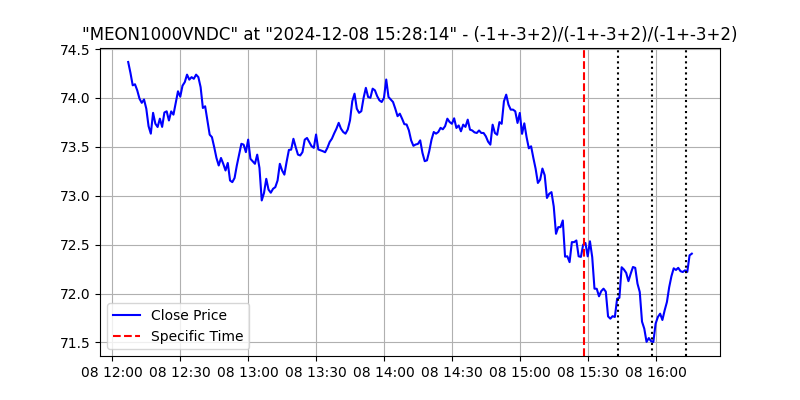 "MEON1000VNDC" at "2024-12-08 15:28:14" - (-1+-3+2)/(-1+-3+2)/(-1+-3+2)
74.5
74.0
73.5
73.0
72.5
72.0
71.5
Close Price
Specific Time
08 12:00 08 12:30 08 13:00 08 13:30 08 14:00 08 14:30 08 15:00 08 15:30 08 16:00